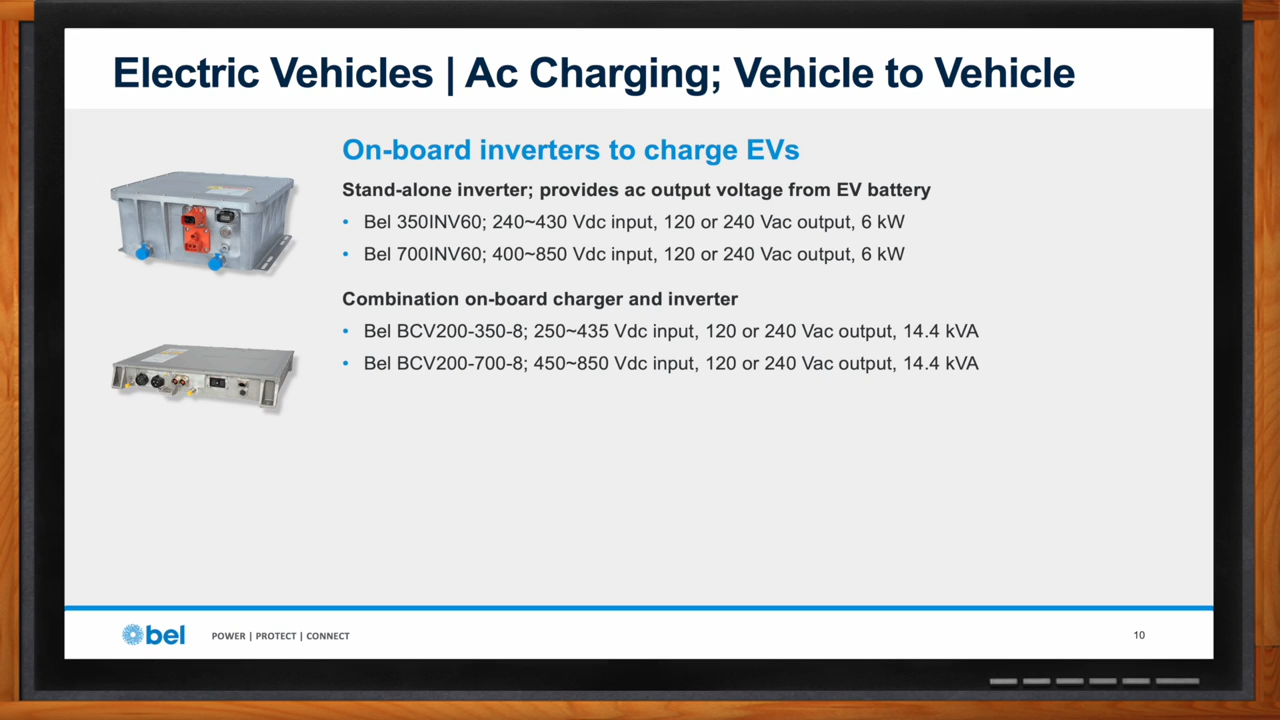 Electric Vehicles | Ac Charging; Vehicle to Vehicle
On-board inverters to charge EVs
Stand-alone inverter; provides ac output voltage from EV battery
• Bel 350INV60; 240~430 Vdc input, 120 or 240 Vac output, 6 kW
• Bel 700INV60; 400~850 Vdc input, 120 or 240 Vac output, 6 kW
Combination on-board charger and inverter
• Bel BCV200-350-8; 250~435 Vdc input, 120 or 240 Vac output, 14.4 kVA
• Bel BCV200-700-8; 450~850 Vdc input, 120 or 240 Vac output, 14.4 kVA
bel POWER | PROTECT | CONNECT
10